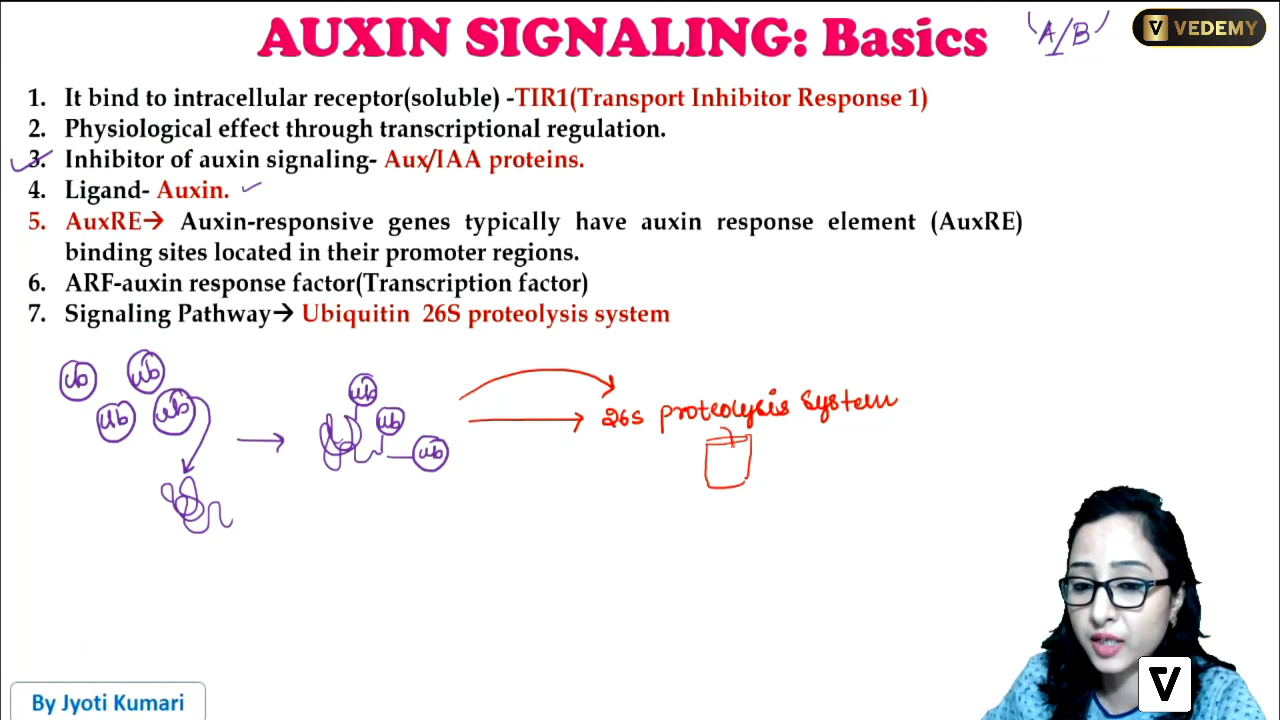 AUXIN SIGNALING: Basics
(A/B)
VEDEMY
1. It bind to intracellular receptor(soluble) -TIR1(Transport Inhibitor Response 1)
2. Physiological effect through transcriptional regulation.
3. Inhibitor of auxin signaling- Aux/IAA proteins.
4. Ligand- Auxin.
5. AuxRE→ Auxin-responsive genes typically have auxin response element (AuxRE)
binding sites located in their promoter regions.
6. ARF-auxin response factor(Transcription factor)
7. Signaling Pathway→ Ubiquitin 26S proteolysis system
ub ub ub ub
ub ub ub
26s proteolysis system
By Jyoti Kumari